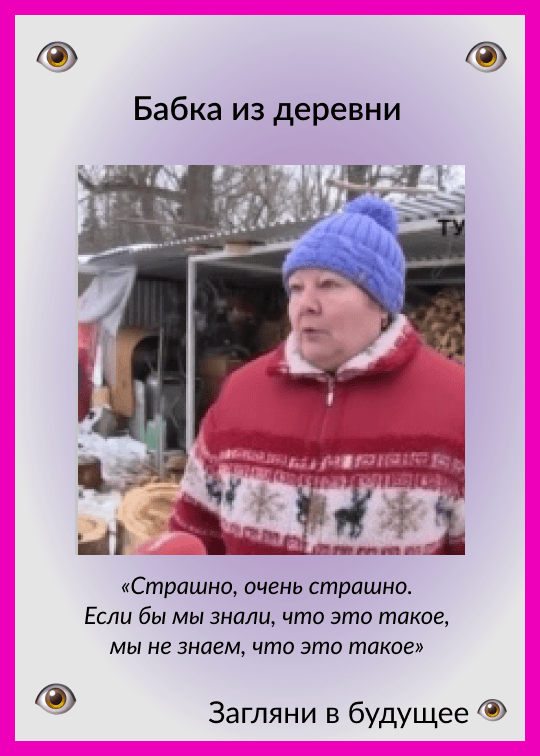 Бабка из деревни
ТУ
«Страшно, очень страшно.
Если бы мы знали, что это такое,
мы не знаем, что это такое»
Загляни в будущее